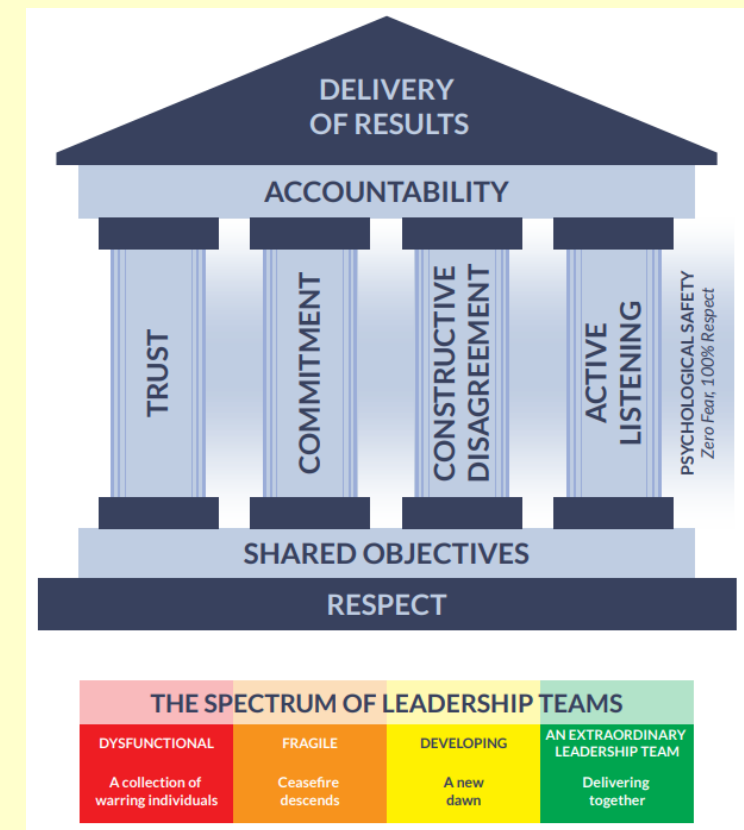 DELIVERY
OF RESULTS
ACCOUNTABILITY
TRUST
COMMITMENT
CONSTRUCTIVE
DISAGREEMENT
ACTIVE
LISTENING
PSYCHOLOGICAL SAFETY
Zero Fear, 100% Respect
SHARED OBJECTIVES
RESPECT
THE SPECTRUM OF LEADERSHIP TEAMS
DYSFUNCTIONAL
A collection of
warring individuals
FRAGILE
Ceasefire
descends
DEVELOPING
A new
dawn
AN EXTRAORDINARY
LEADERSHIP TEAM
Delivering
together